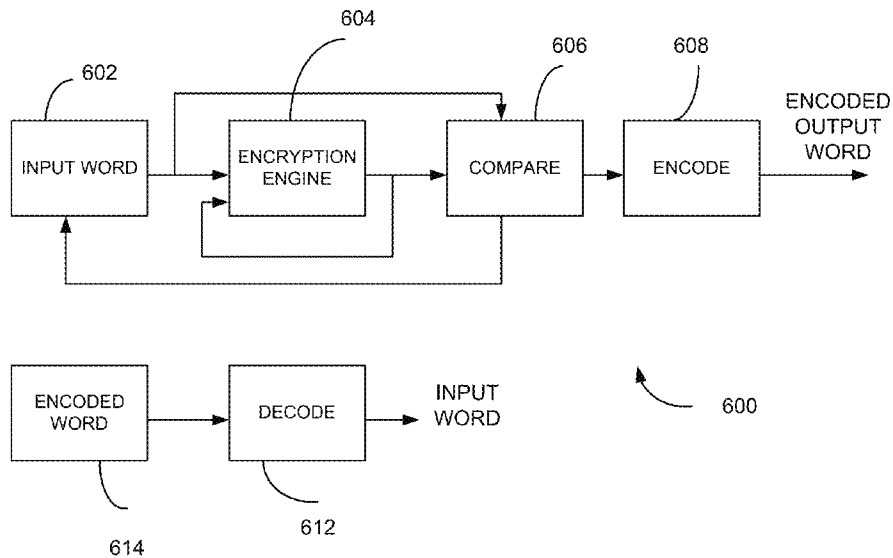 604
606
608
602
ENCODED
OUTPUT
WORD
INPUT WORD
ENCRYPTION
ENGINE
COMPARE
ENCODE
ENCODED
WORD
DECODE
INPUT
WORD
600
614
612